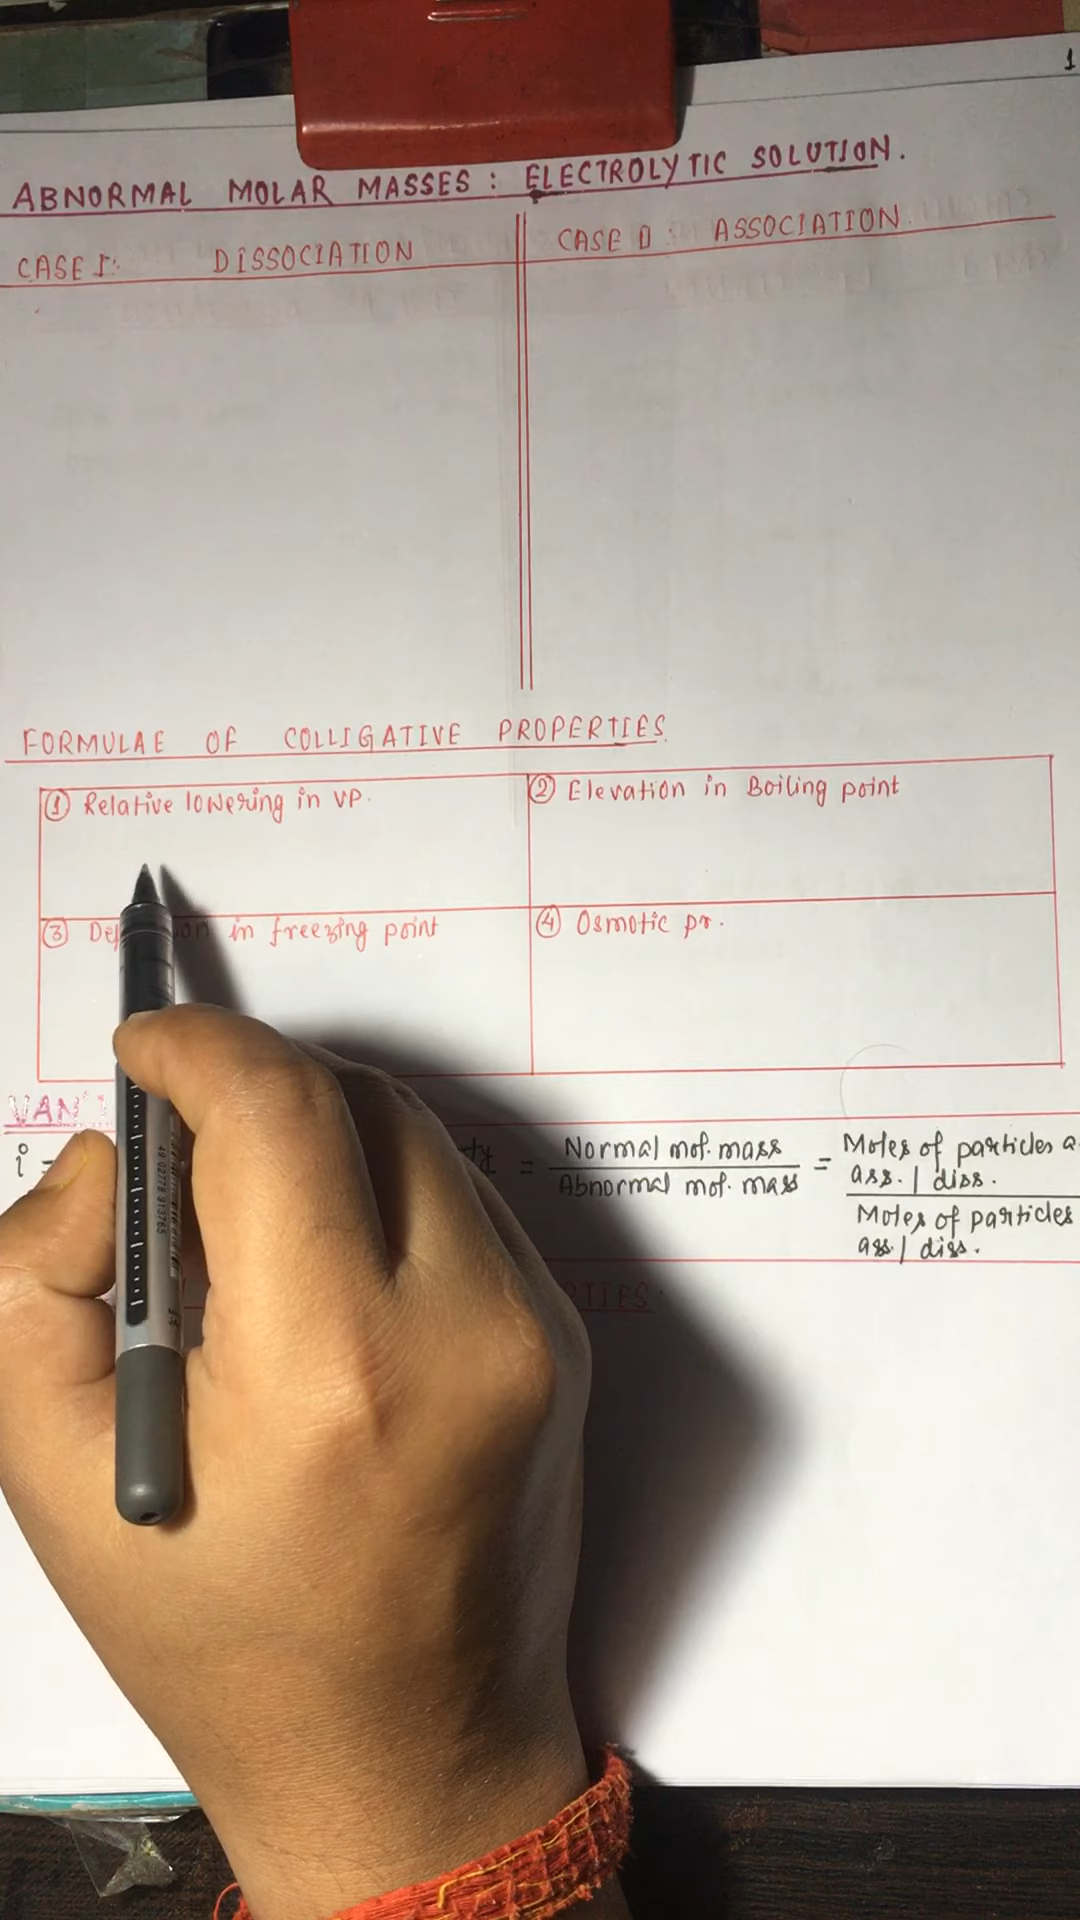 1
ABNORMAL MOLAR MASSES : ELECTROLYTIC SOLUTION.
CASE I: DISSOCIATION
CASE II : ASSOCIATION.
FORMULAE OF COLLIGATIVE PROPERTIES.
① Relative lowering in VP.
② Elevation in Boiling point
③ in freezing point
④ Osmotic pr.
VAN'
i = = Normal mol. mass / Abnormal mol. mass = Moles of particles a
ass. / diss.
Moles of particles
ass / diss.